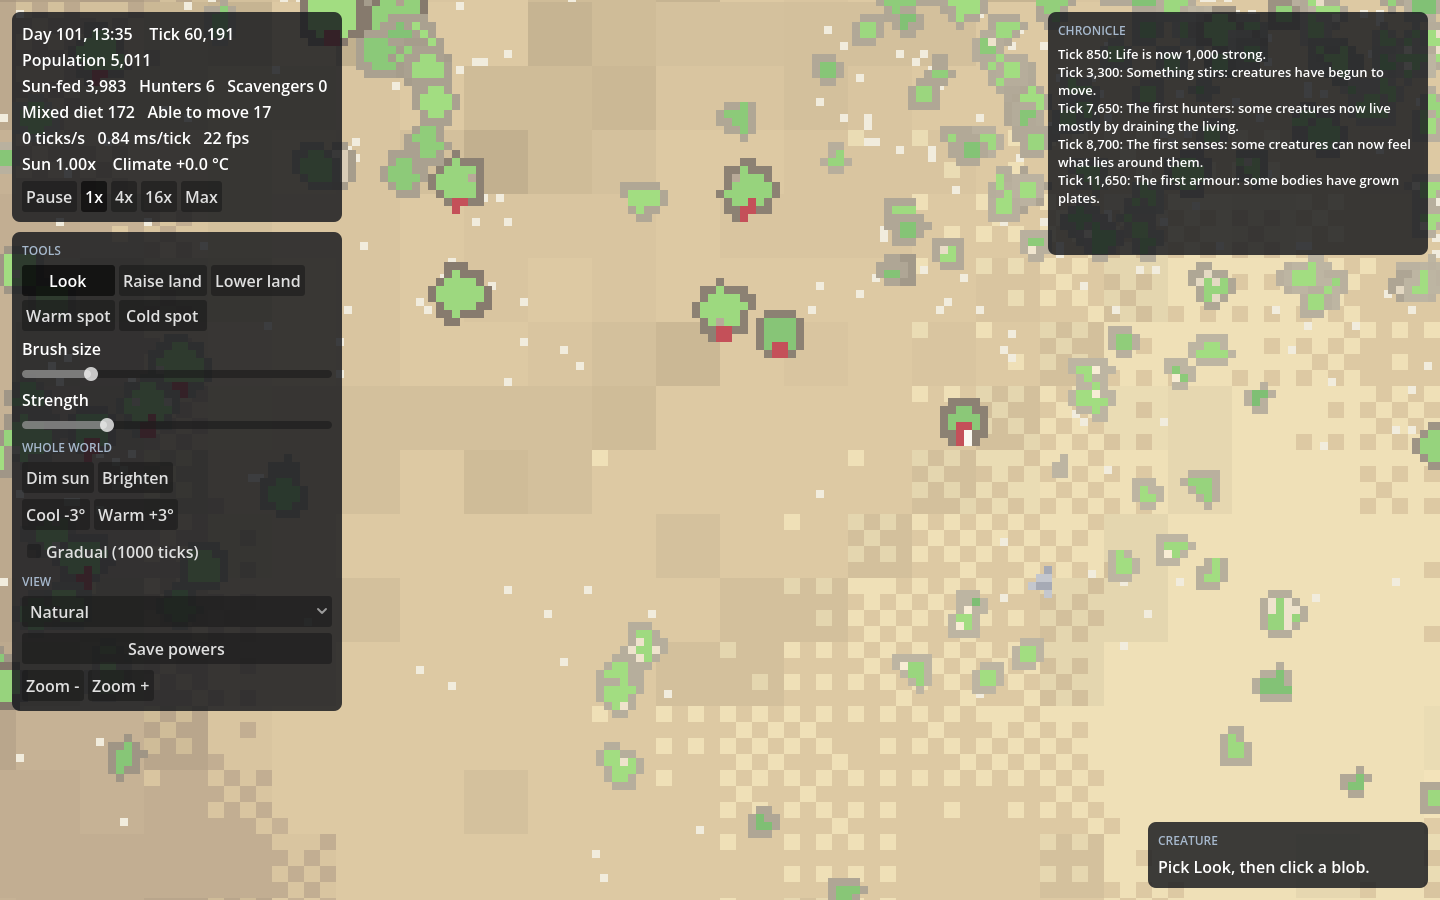 Day 101, 13:35 Tick 60,191
Population 5,011
Sun-fed 3,983 Hunters 6 Scavengers 0
Mixed diet 172 Able to move 17
0 ticks/s 0.84 ms/tick 22 fps
Sun 1.00x Climate +0.0 °C
Pause 1x 4x 16x Max
TOOLS
Look Raise land Lower land
Warm spot Cold spot
Brush size
Strength
WHOLE WORLD
Dim sun Brighten
Cool -3° Warm +3°
Gradual (1000 ticks)
VIEW
Natural
Save powers
Zoom - Zoom +
CHRONICLE
Tick 850: Life is now 1,000 strong.
Tick 3,300: Something stirs: creatures have begun to
move.
Tick 7,650: The first hunters: some creatures now live
mostly by draining the living.
Tick 8,700: The first senses: some creatures can now feel
what lies around them.
Tick 11,650: The first armour: some bodies have grown
plates.
CREATURE
Pick Look, then click a blob.